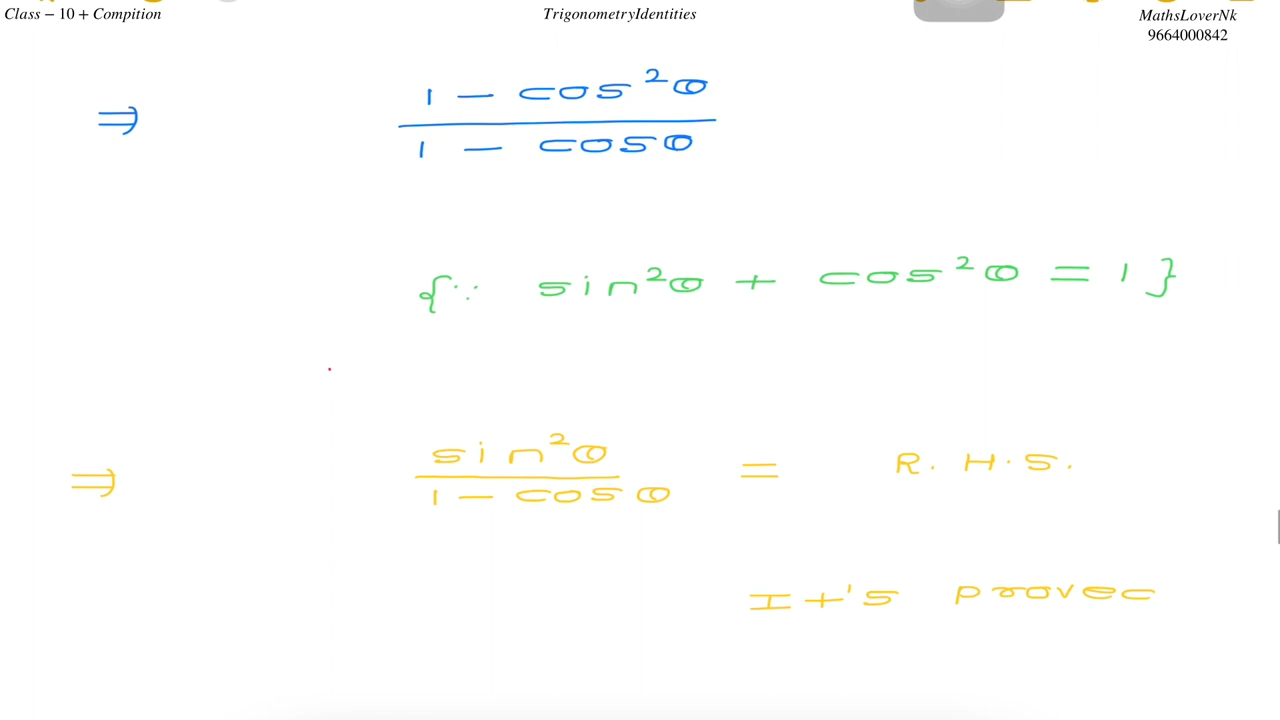 Class – 10 + Compition TrigonometryIdentities MathsLoverNk
9664000842
⇒ 1 - cos²θ
1 - cosθ
{∵ sin²θ + cos²θ = 1}
⇒ sin²θ = R.H.S.
1 - cosθ
It's provec